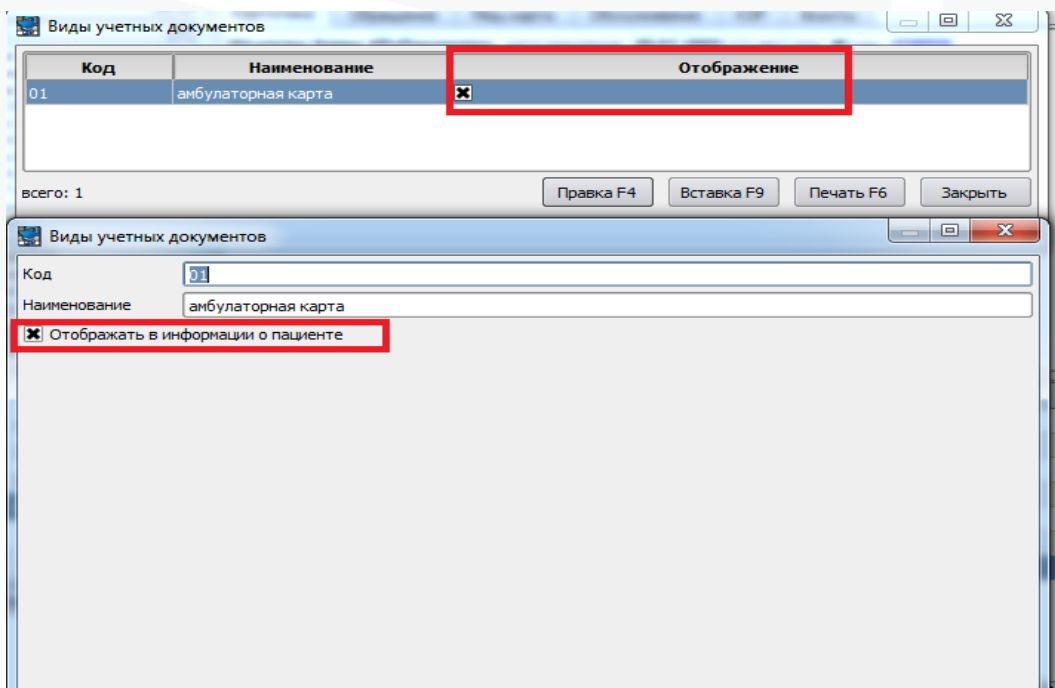 Виды учетных документов
Код Наименование Отображение
01 амбулаторная карта
всего: 1 Правка F4 Вставка F9 Печать F6 Закрыть
Виды учетных документов
Код 01
Наименование амбулаторная карта
Отображать в информации о пациенте